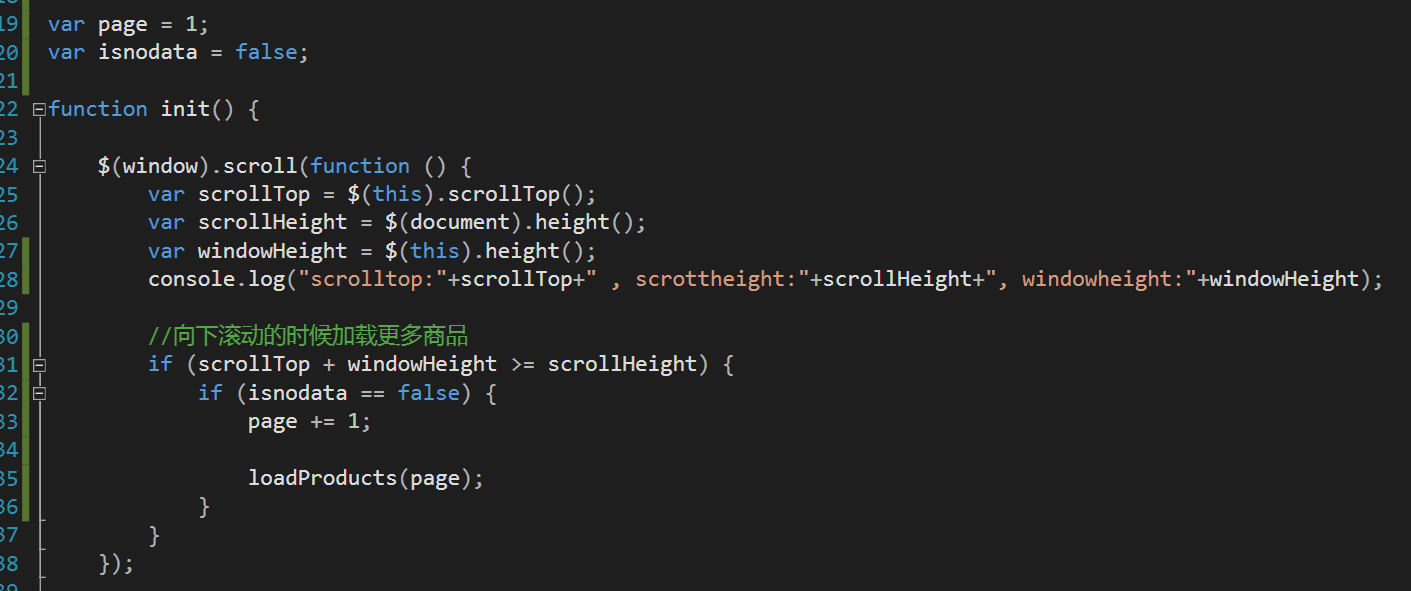 19 var page = 1;
20 var isnodata = false;
21
22 function init() {
23
24 $(window).scroll(function () {
25 var scrollTop = $(this).scrollTop();
26 var scrollHeight = $(document).height();
27 var windowHeight = $(this).height();
28 console.log("scrolltop:"+scrollTop+" , scrottheight:"+scrollHeight+", windowheight:"+windowHeight);
29
30 //向下滚动的时候加载更多商品
31 if (scrollTop + windowHeight >= scrollHeight) {
32 if (isnodata == false) {
33 page += 1;
34
35 loadProducts(page);
36 }
37 }
38 });